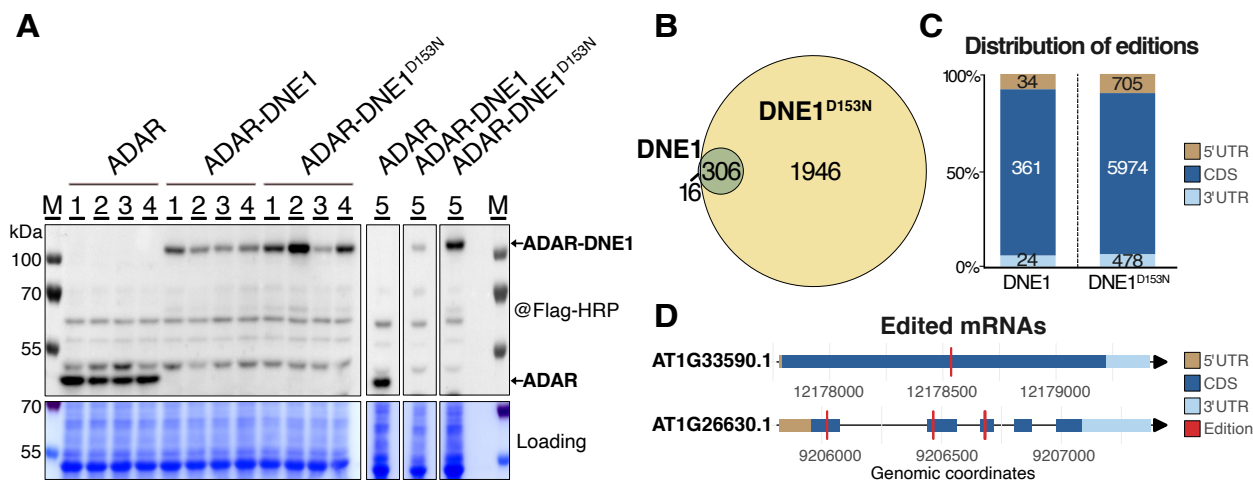 A
ADAR
ADAR-DNE1
ADAR-DNE1D153N
ADAR
ADAR-DNE1
ADAR-DNE1D153N
M 1 2 3 4 1 2 3 4 1 2 3 4 5 5 5 M
kDa
100
70
55
←ADAR-DNE1
@Flag-HRP
←ADAR
70
55
Loading
B
DNE1D153N
DNE1
306
16
1946
C
Distribution of editions
100%
50%
0%
34
361
24
705
5974
478
DNE1
DNE1D153N
5'UTR
CDS
3'UTR
D
Edited mRNAs
AT1G33590.1
12178000 12178500 12179000
AT1G26630.1
9206000 9206500 9207000
Genomic coordinates
5'UTR
CDS
3'UTR
Edition